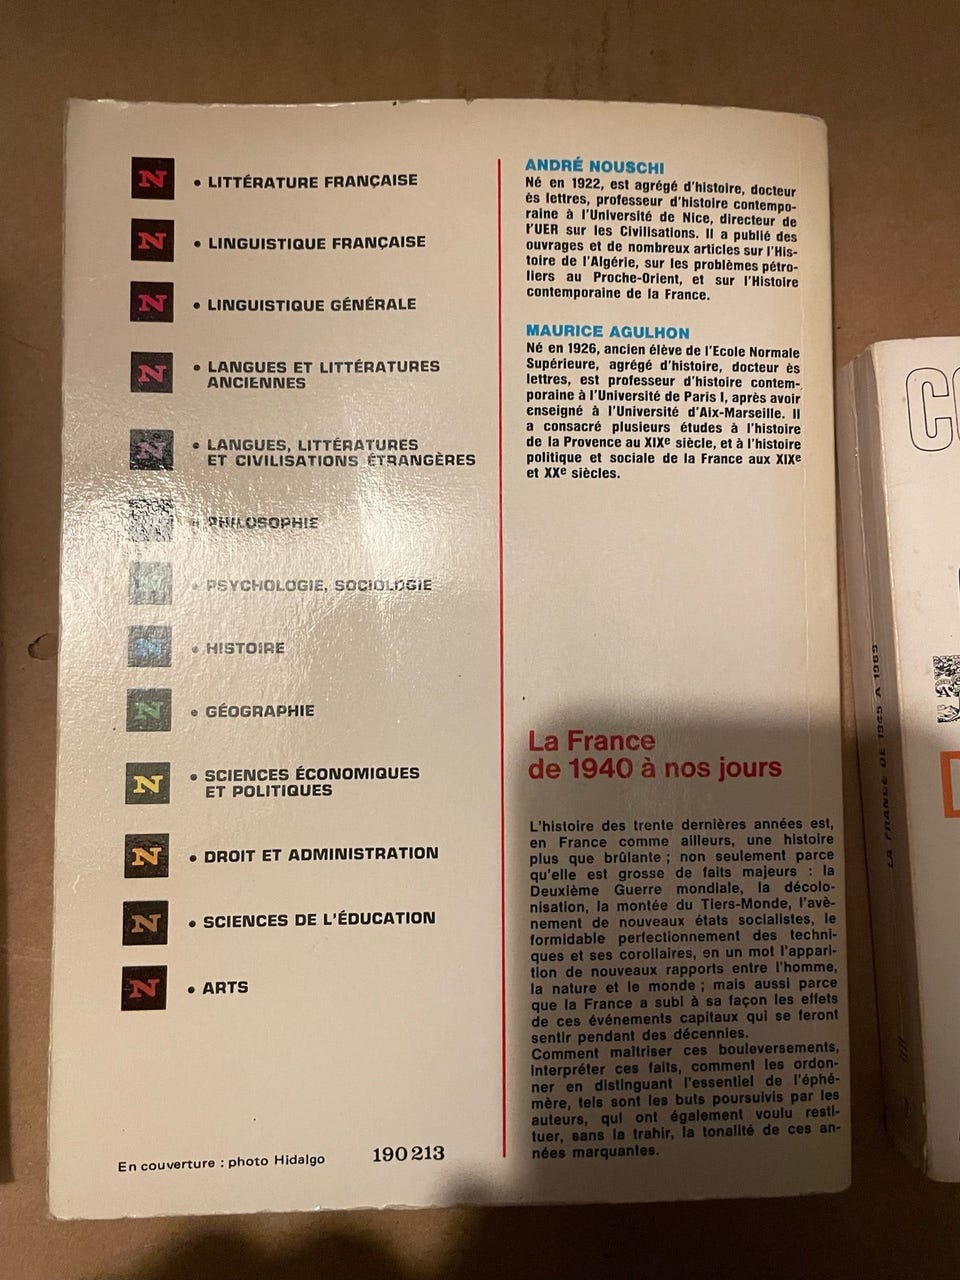 N
• LITTÉRATURE FRANÇAISE
N
• LINGUISTIQUE FRANÇAISE
N
• LINGUISTIQUE GÉNÉRALE
N
• LANGUES ET LITTÉRATURES
ANCIENNES
N
• LANGUES, LITTÉRATURES
ET CIVILISATIONS ÉTRANGÈRES
• PHILOSOPHIE
• PSYCHOLOGIE, SOCIOLOGIE
N
• HISTOIRE
N
• GÉOGRAPHIE
N
• SCIENCES ÉCONOMIQUES
ET POLITIQUES
N
• DROIT ET ADMINISTRATION
N
• SCIENCES DE L'ÉDUCATION
N
• ARTS
En couverture : photo Hidalgo
190213
ANDRÉ NOUSCHI
Né en 1922, est agrégé d'histoire, docteur
ès lettres, professeur d'histoire contempo-
raine à l'Université de Nice, directeur de
l'UER sur les Civilisations. Il a publié des
ouvrages et de nombreux articles sur l'His-
toire de l'Algérie, sur les problèmes pétro-
liers au Proche-Orient, et sur l'Histoire
contemporaine de la France.
MAURICE AGULHON
Né en 1926, ancien élève de l'Ecole Normale
Supérieure, agrégé d'histoire, docteur ès
lettres, est professeur d'histoire contem-
poraine à l'Université de Paris I, après avoir
enseigné à l'Université d'Aix-Marseille. Il
a consacré plusieurs études à l'histoire
de la Provence au XIXe siècle, et à l'histoire
politique et sociale de la France aux XIXe
et XXe siècles.
La France
de 1940 à nos jours
L'histoire des trente dernières années est,
en France comme ailleurs, une histoire
plus que brûlante ; non seulement parce
qu'elle est grosse de faits majeurs : la
Deuxième Guerre mondiale, la décolo-
nisation, la montée du Tiers-Monde, l'avè-
nement de nouveaux états socialistes, le
formidable perfectionnement des techni-
ques et ses corollaires, en un mot l'appari-
tion de nouveaux rapports entre l'homme,
la nature et le monde ; mais aussi parce
que la France a subi à sa façon les effets
de ces événements capitaux qui se feront
sentir pendant des décennies.
Comment maîtriser ces bouleversements,
interpréter ces faits, comment les ordon-
ner en distinguant l'essentiel de l'éphé-
mère, tels sont les buts poursuivis par les
auteurs, qui ont également voulu resti-
tuer, sans la trahir, la tonalité de ces an-
nées marquantes.
LA FRANCE DE 1945 A 1969